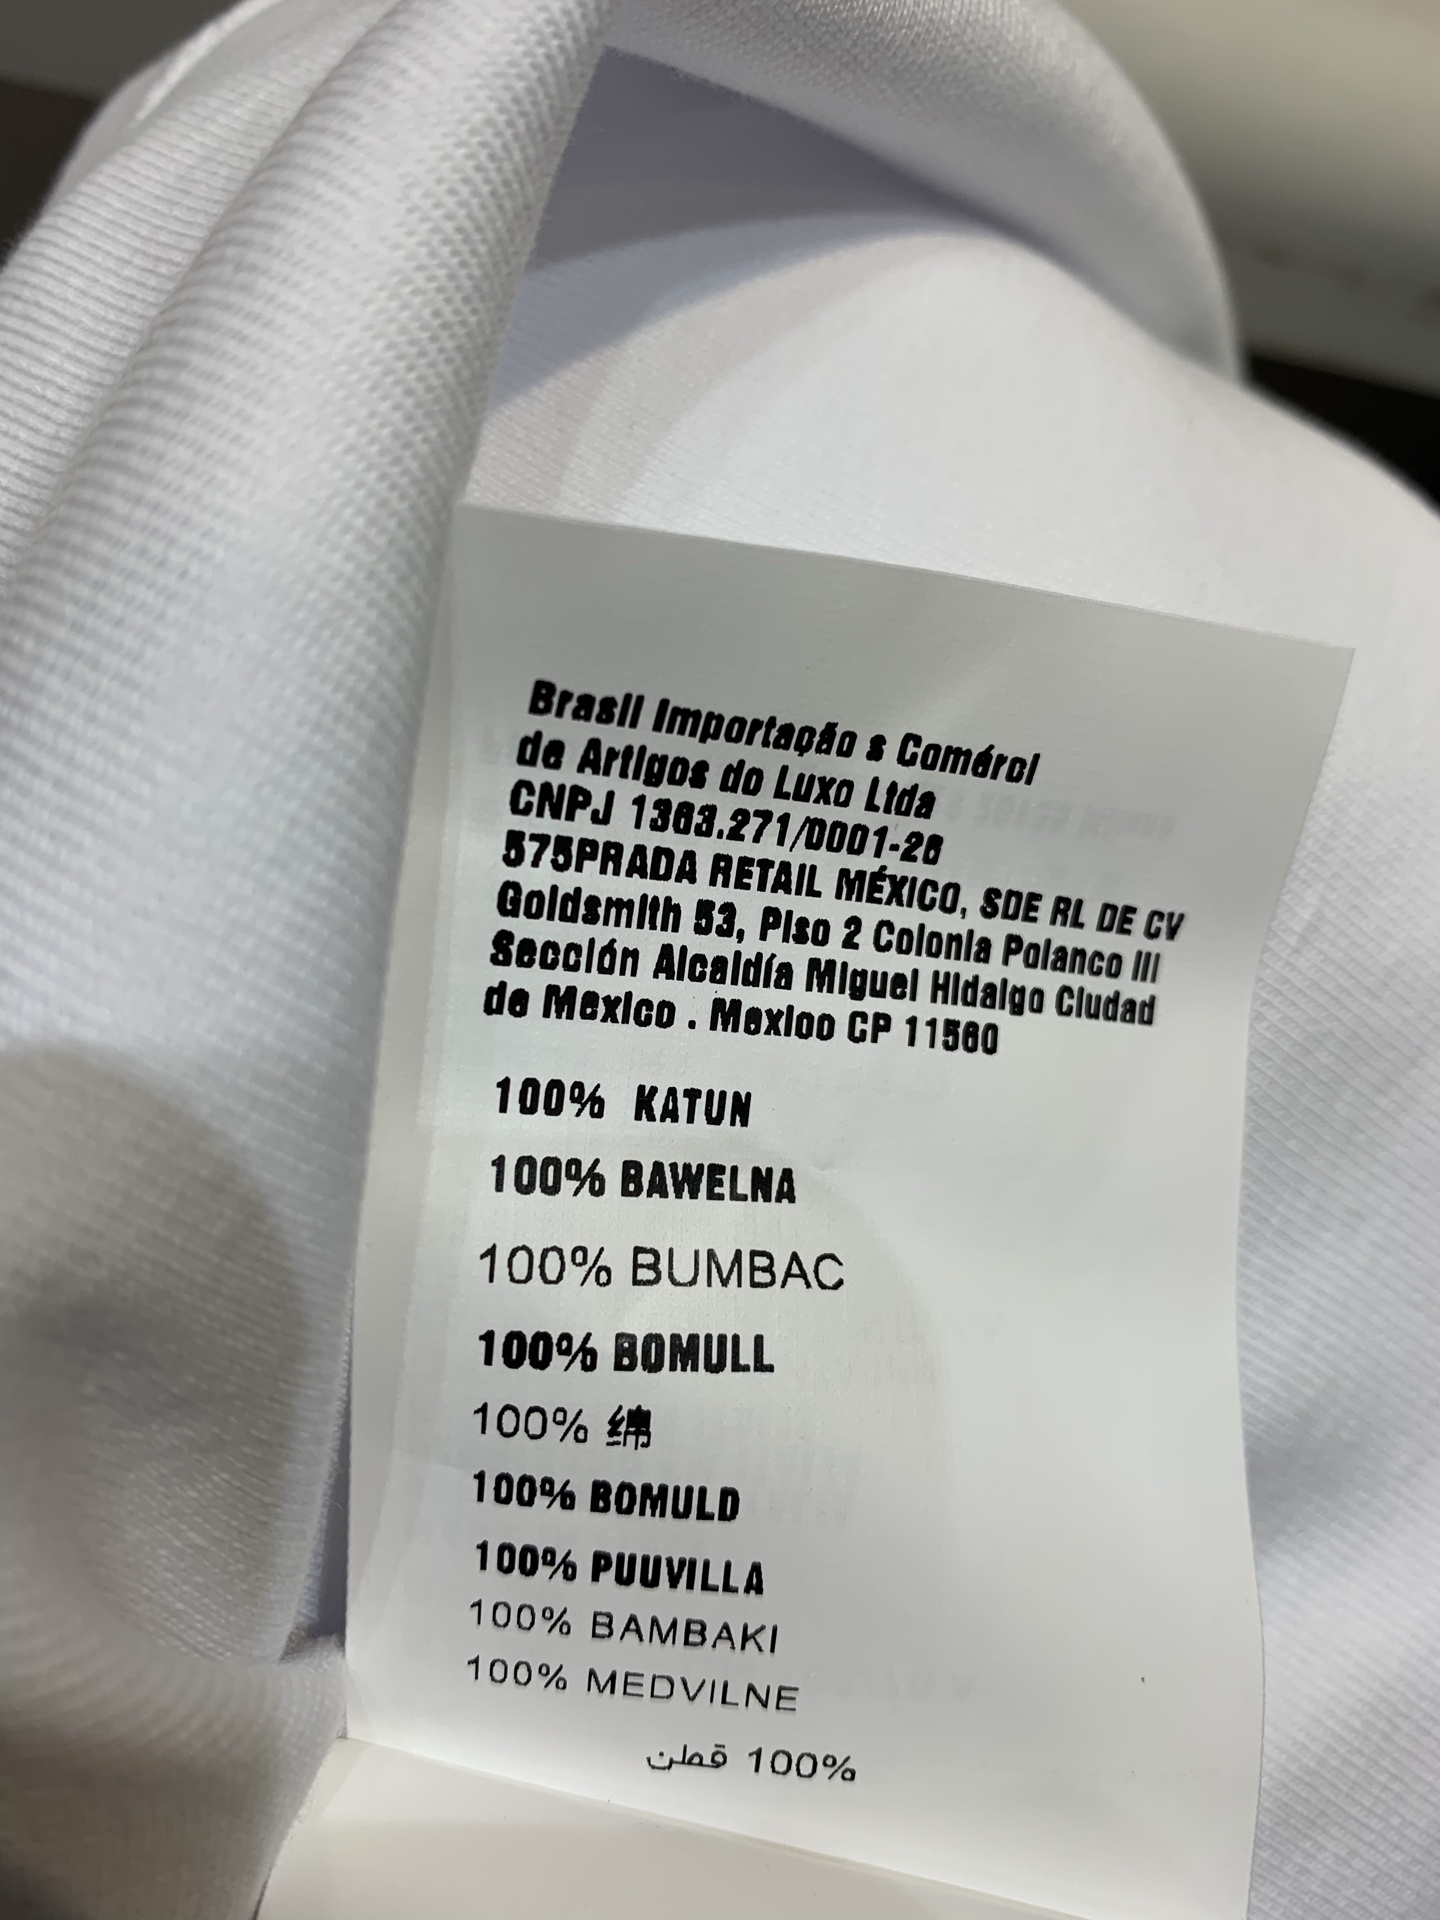 Brasil Importação s Comércl
de Artigos do Luxo Ltda
CNPJ 1363.271/0001-26
575PRADA RETAIL MÉXICO, SDE RL DE CV
Goldsmith 53, Piso 2 Colonia Polanco III
Sección Alcaldía Miguel Hidalgo Ciudad
de Mexico . Mexioo CP 11560
100% KATUN
100% BAWELNA
100% BUMBAC
100% BOMULL
100% 绵
100% BOMULD
100% PUUVILLA
100% BAMBAKI
100% MEDVILNE
100% قطن